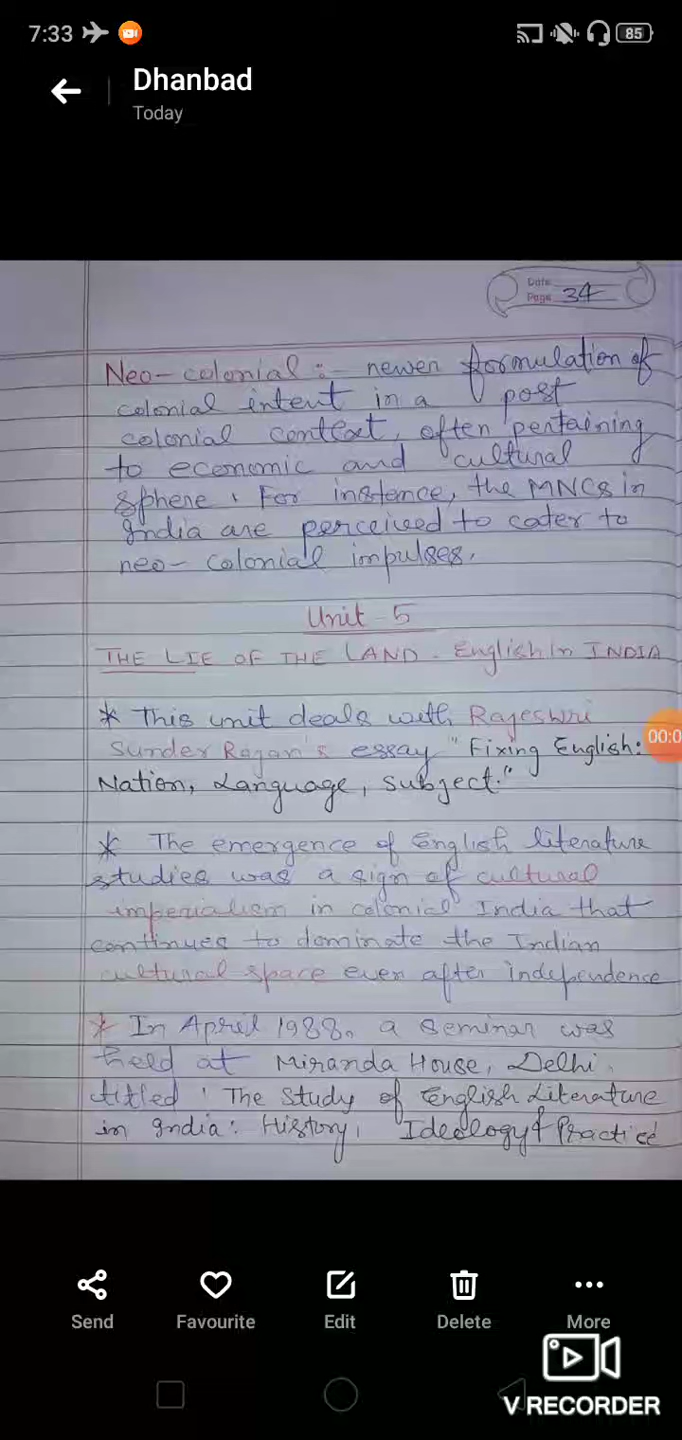 7:33
85
Dhanbad
Today
Date
Page 34
Neo-colonial :- newer formulation of
colonial intent in a post
colonial context, often pertaining
to economic and cultural
sphere. For instence, the MNCs in
India are perceived to cater to
neo-colonial impulses.
Unit-5
THE LIE OF THE LAND. English In INDIA
* This unit deals with Rajeswri
Sunder Rajan's essay "Fixing English:
00:0
Nation, Language, Subject."
* The emergence of English literature
studies was a sign of cultural
imperialism in colonial India that
continues to dominate the Indian
cultural space even after independence
* In April 1988, a seminar was
held at Miranda House, Delhi.
titled 'The Study of English Literature
in India: History, Ideology & Practice
Send
Favourite
Edit
Delete
More
V RECORDER